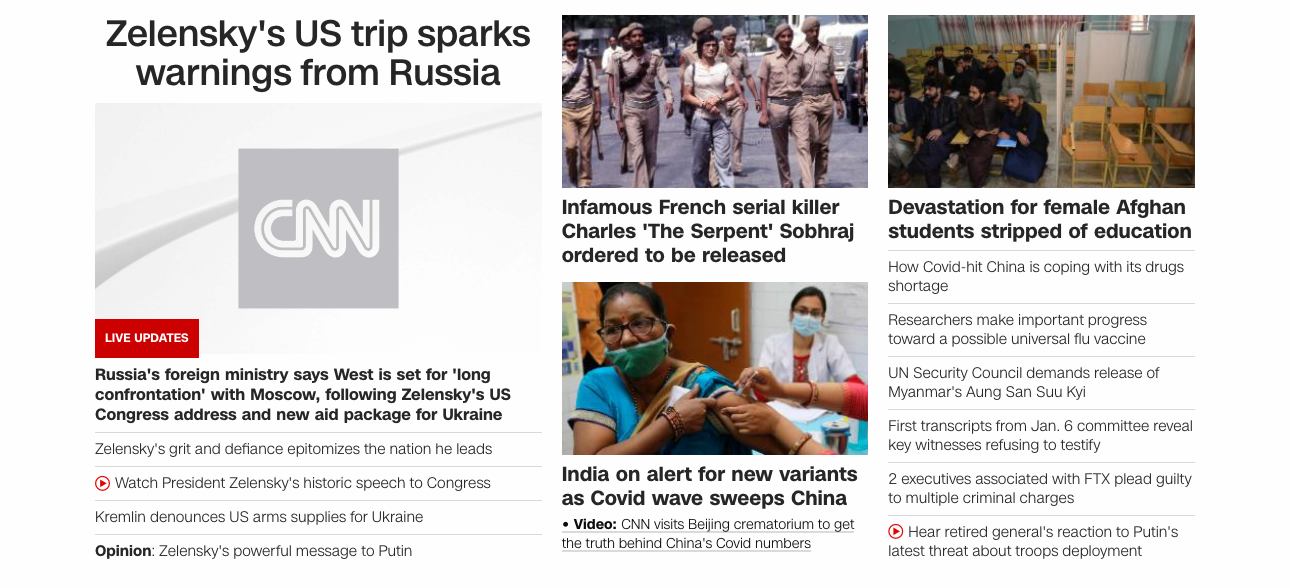 Zelensky's US trip sparks
warnings from Russia
CNN
LIVE UPDATES
Russia's foreign ministry says West is set for 'long
confrontation' with Moscow, following Zelensky's US
Congress address and new aid package for Ukraine
Zelensky's grit and defiance epitomizes the nation he leads
Watch President Zelensky's historic speech to Congress
Kremlin denounces US arms supplies for Ukraine
Opinion: Zelensky's powerful message to Putin
Infamous French serial killer
Charles 'The Serpent' Sobhraj
ordered to be released
India on alert for new variants
as Covid wave sweeps China
• Video: CNN visits Beijing crematorium to get
the truth behind China's Covid numbers
Devastation for female Afghan
students stripped of education
How Covid-hit China is coping with its drugs
shortage
Researchers make important progress
toward a possible universal flu vaccine
UN Security Council demands release of
Myanmar's Aung San Suu Kyi
First transcripts from Jan. 6 committee reveal
key witnesses refusing to testify
2 executives associated with FTX plead guilty
to multiple criminal charges
Hear retired general's reaction to Putin's
latest threat about troops deployment